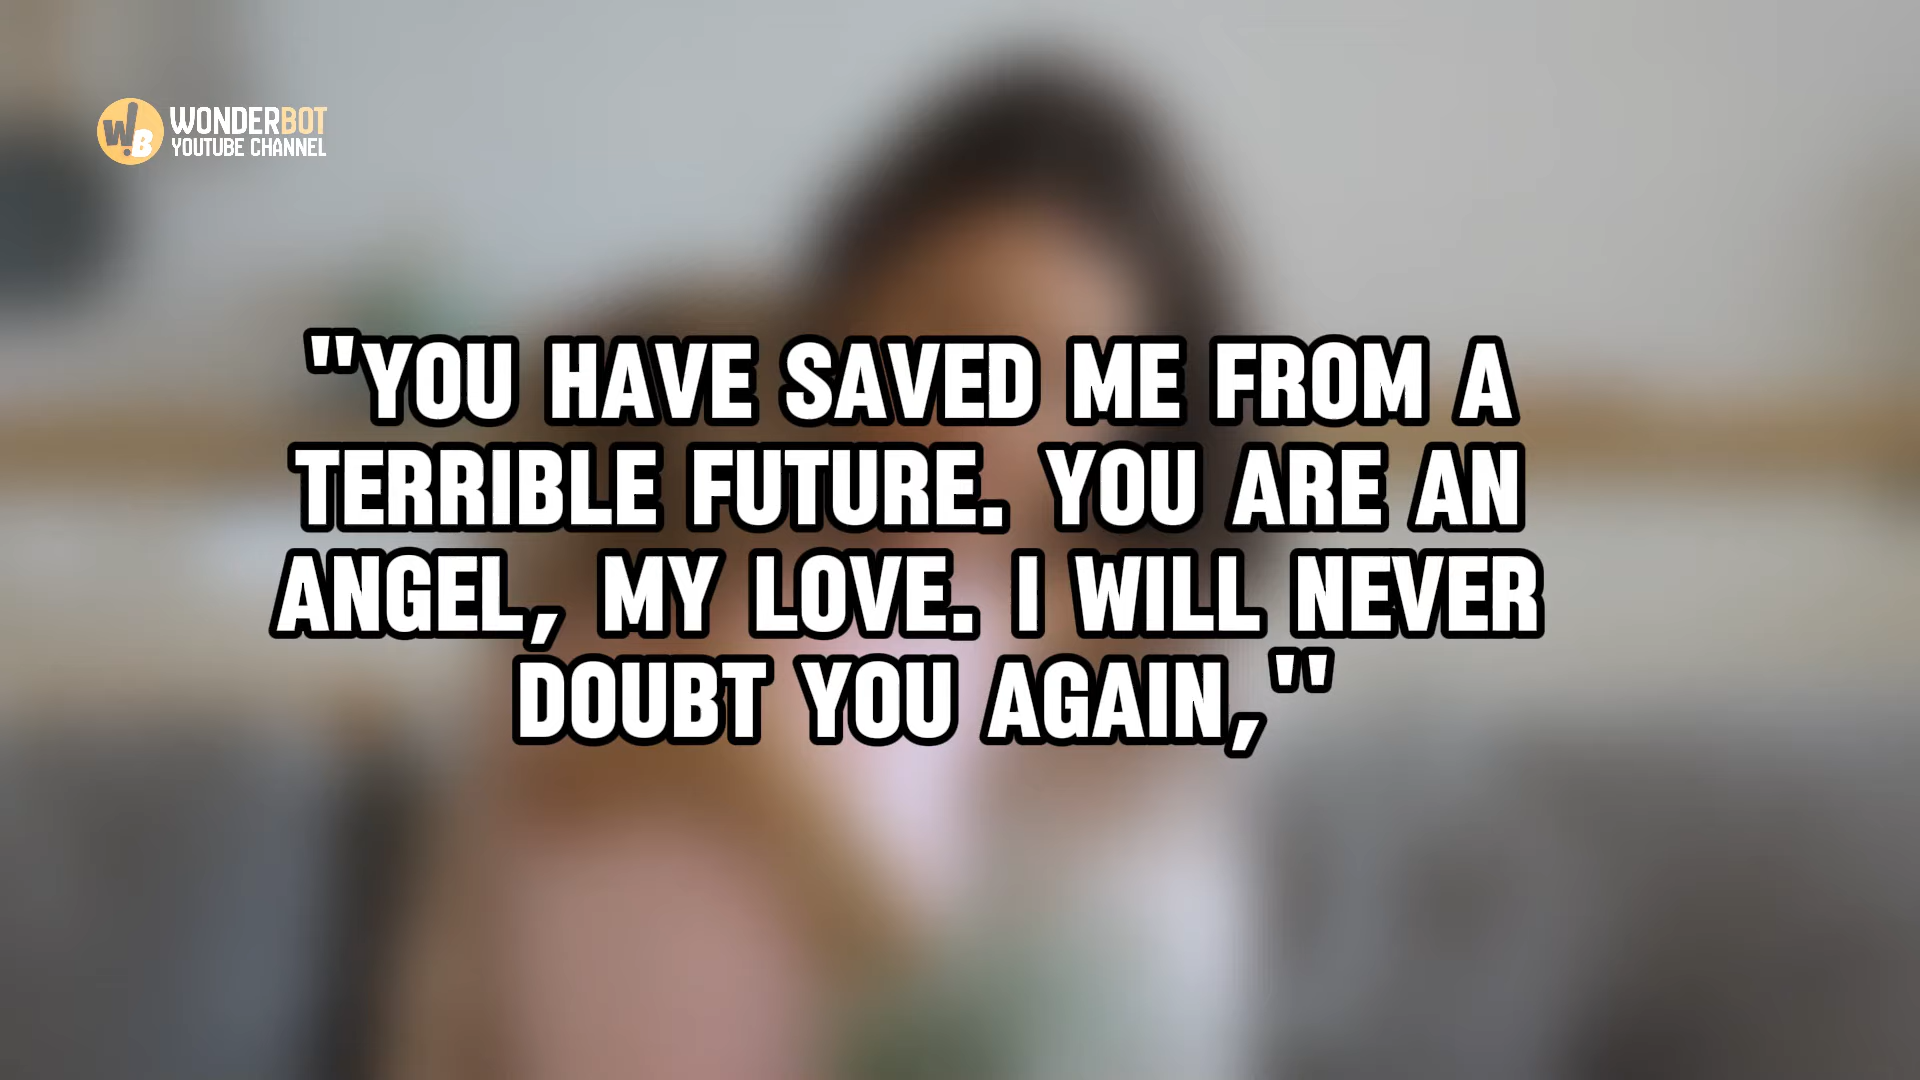 WONDERBOT
YOUTUBE CHANNEL
"YOU HAVE SAVED ME FROM A
TERRIBLE FUTURE. YOU ARE AN
ANGEL, MY LOVE. I WILL NEVER
DOUBT YOU AGAIN,"